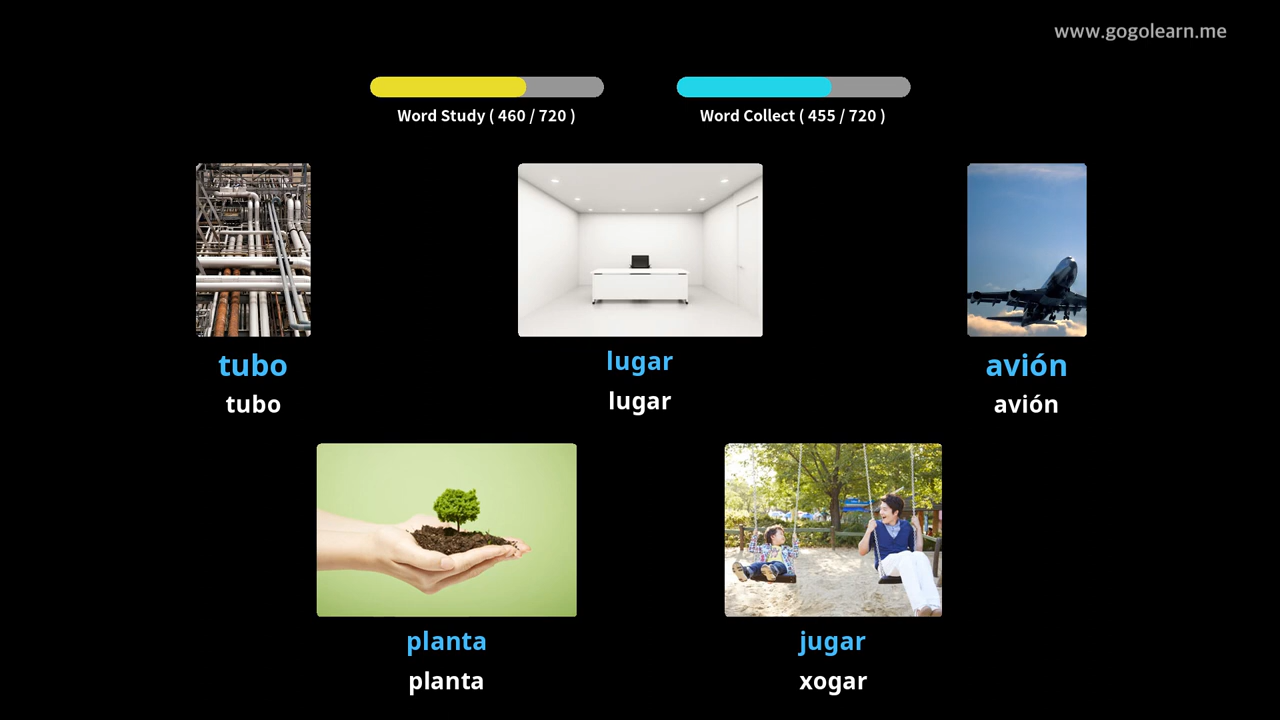 www.gogolearn.me
Word Study ( 460 / 720 )
Word Collect ( 455 / 720 )
tubo
tubo
lugar
lugar
avión
avión
planta
planta
jugar
xogar